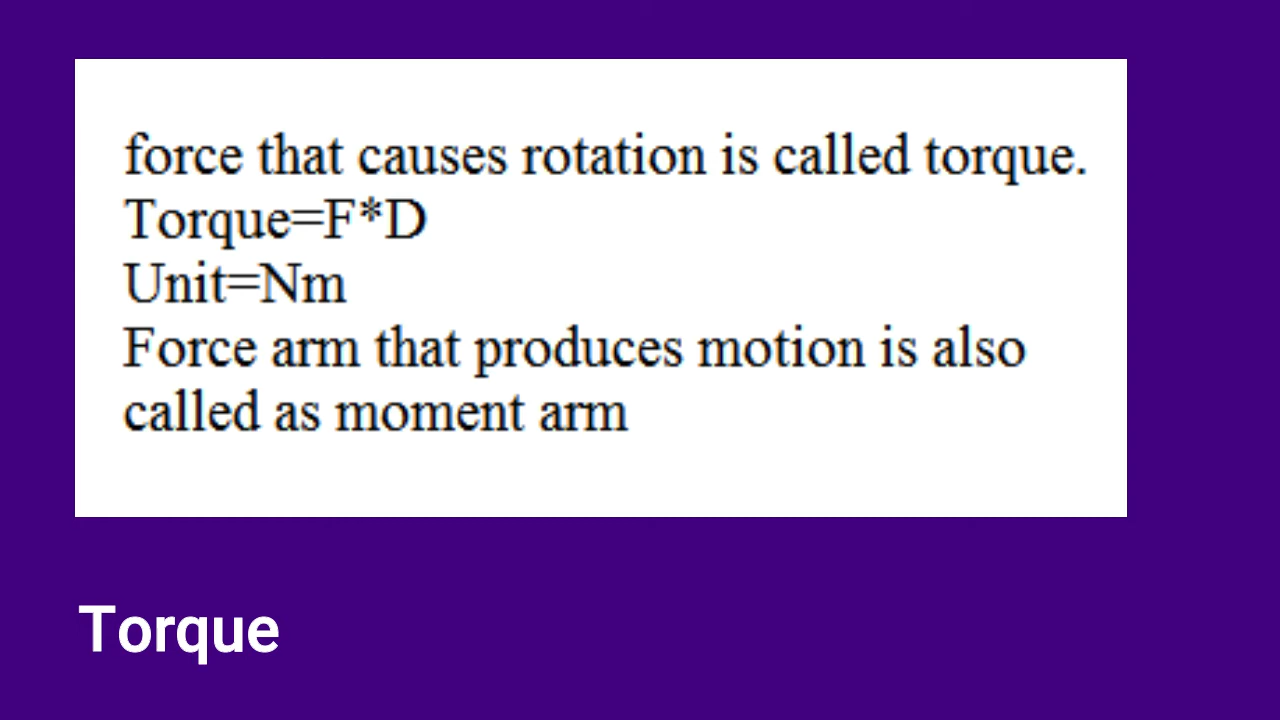 force that causes rotation is called torque.
Torque=F*D
Unit=Nm
Force arm that produces motion is also
called as moment arm
Torque